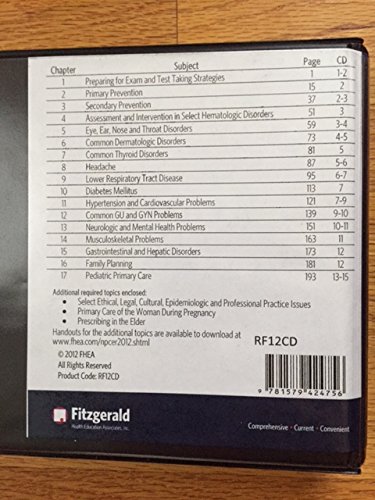 Chapter Subject Page CD
1 Preparing for Exam and Test Taking Strategies 1 1-2
2 Primary Prevention 15 2
3 Secondary Prevention 37 2-3
4 Assessment and Intervention in Select Hematologic Disorders 51 3
5 Eye, Ear, Nose and Throat Disorders 59 3-4
6 Common Dermatologic Disorders 73 4-5
7 Common Thyroid Disorders 81 5
8 Headache 87 5-6
9 Lower Respiratory Tract Disease 95 6-7
10 Diabetes Mellitus 113 7
11 Hypertension and Cardiovascular Problems 121 7-9
12 Common GU and GYN Problems 139 9-10
13 Neurologic and Mental Health Problems 151 10-11
14 Musculoskeletal Problems 163 11
15 Gastrointestinal and Hepatic Disorders 173 12
16 Family Planning 181 12
17 Pediatric Primary Care 193 13-15
Additional required topics enclosed:
• Select Ethical, Legal, Cultural, Epidemiologic and Professional Practice Issues
• Primary Care of the Woman During Pregnancy
• Prescribing in the Elder
Handouts for the additional topics are available to download at
www.fhea.com/npcer2012.shtml
RF12CD
© 2012 FHEA
All Rights Reserved
Product Code: RF12CD
9 781579 424756
Fitzgerald
Health Education Associates, Inc.
Comprehensive • Current • Convenient